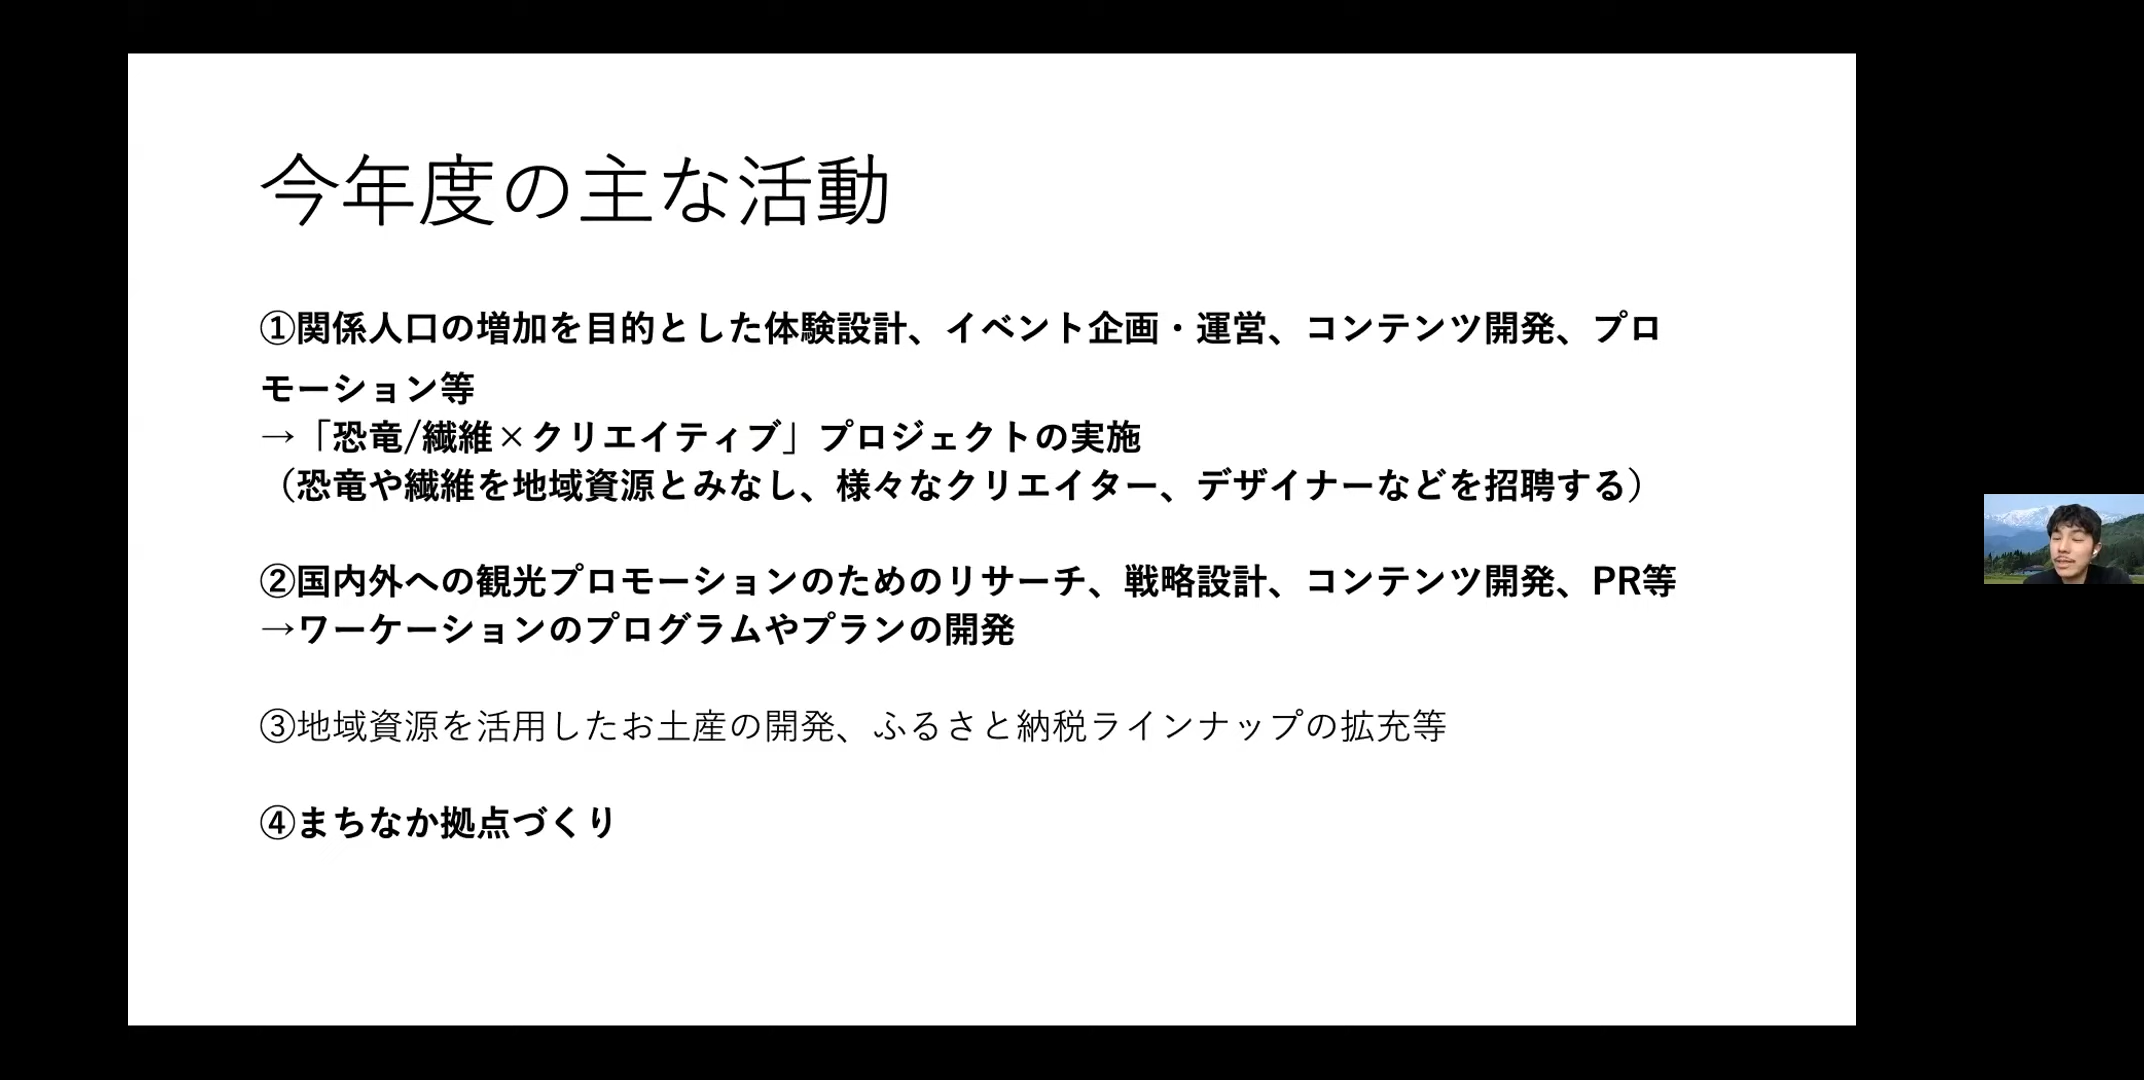 今年度の主な活動
①関係人口の増加を目的とした体験設計、イベント企画・運営、コンテンツ開発、プロ
モーション等
→「恐竜/繊維×クリエイティブ」プロジェクトの実施
（恐竜や繊維を地域資源とみなし、様々なクリエイター、デザイナーなどを招聘する）
②国内外への観光プロモーションのためのリサーチ、戦略設計、コンテンツ開発、PR等
→ワーケーションのプログラムやプランの開発
③地域資源を活用したお土産の開発、ふるさと納税ラインナップの拡充等
④まちなか拠点づくり